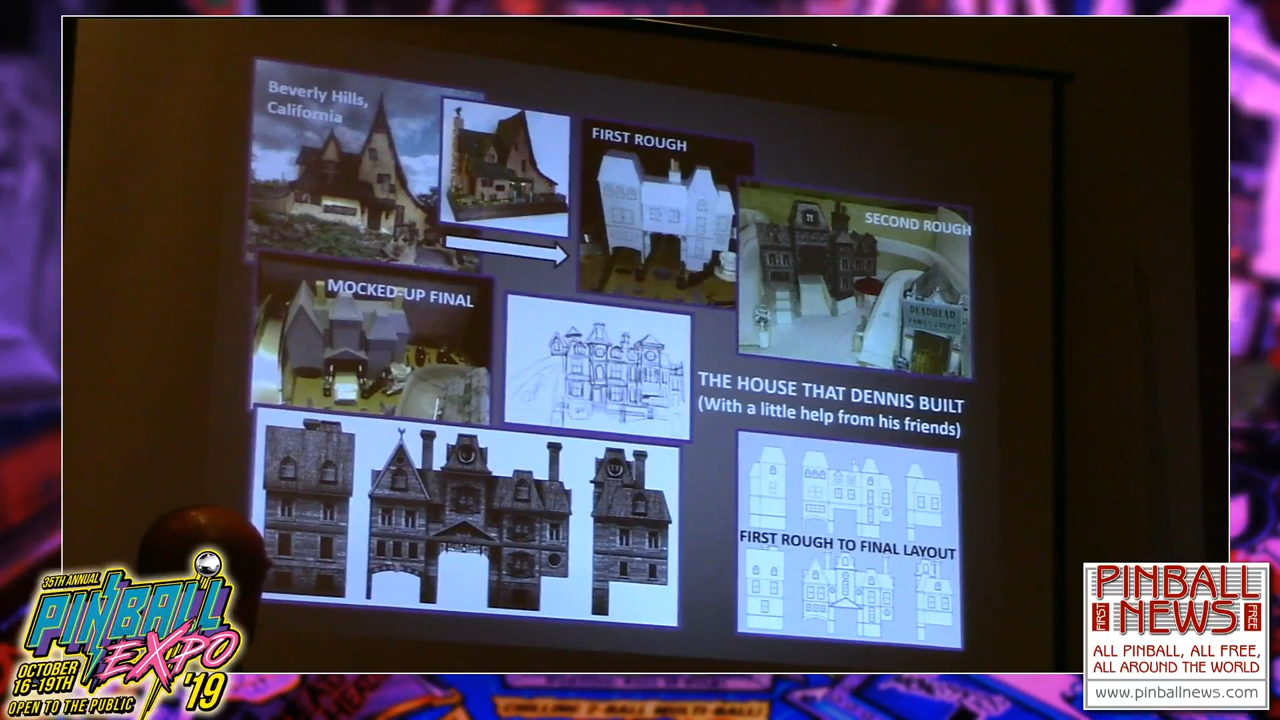 Beverly Hills,
California
FIRST ROUGH
SECOND ROUGH
MOCKED-UP FINAL
DEADHEAD
THE HOUSE THAT DENNIS BUILT
(With a little help from his friends)
FIRST ROUGH TO FINAL LAYOUT
35TH ANNUAL
PINBALL
EXPO
OCTOBER
16-19TH
'19
OPEN TO THE PUBLIC
PINBALL
NEWS
FIRST
FREE
ALL PINBALL, ALL FREE,
ALL AROUND THE WORLD
www.pinballnews.com